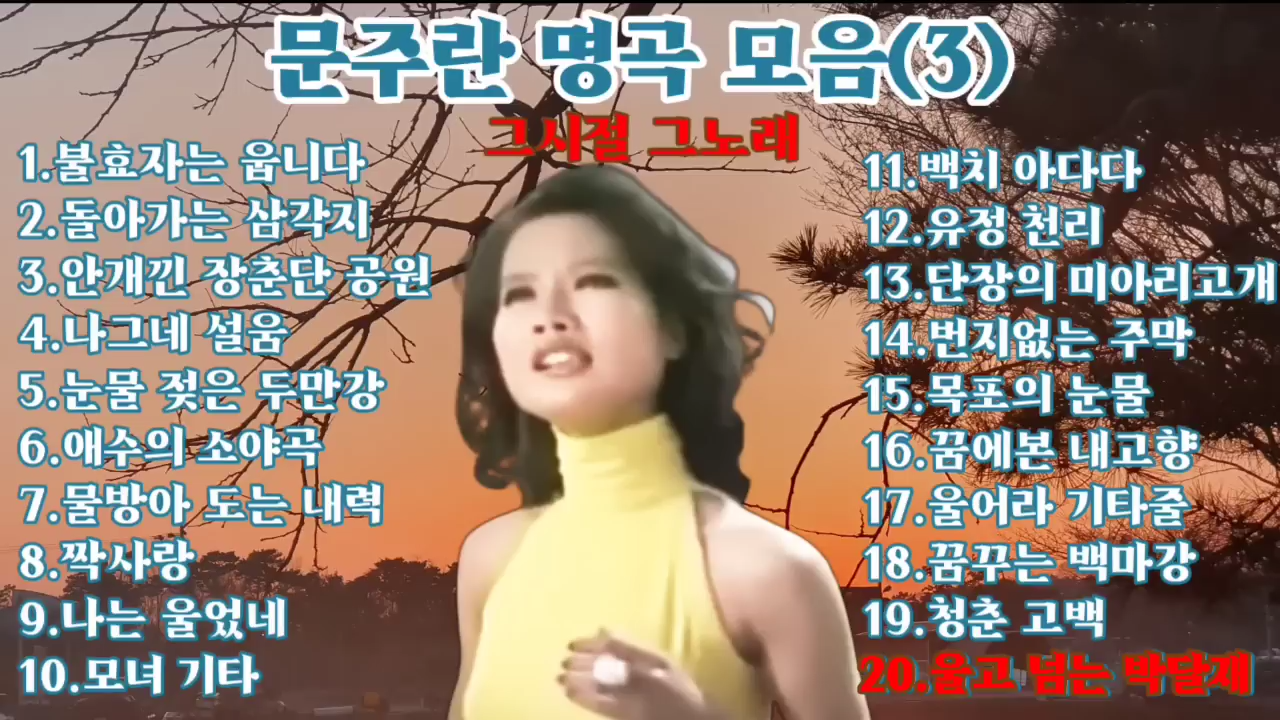 문주란 명곡 모음(3)
그시절 그노래
1.불효자는 웁니다
2.돌아가는 삼각지
3.안개낀 장춘단 공원
4.나그네 설움
5.눈물 젖은 두만강
6.애수의 소야곡
7.물방아 도는 내력
8.짝사랑
9.나는 울었네
10.모녀 기타
11.백치 아다다
12.유정 천리
13.단장의 미아리고개
14.번지없는 주막
15.목포의 눈물
16.꿈에본 내고향
17.울어라 기타줄
18.꿈꾸는 백마강
19.청춘 고백
20.울고 넘는 박달재